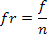 fr = f/n